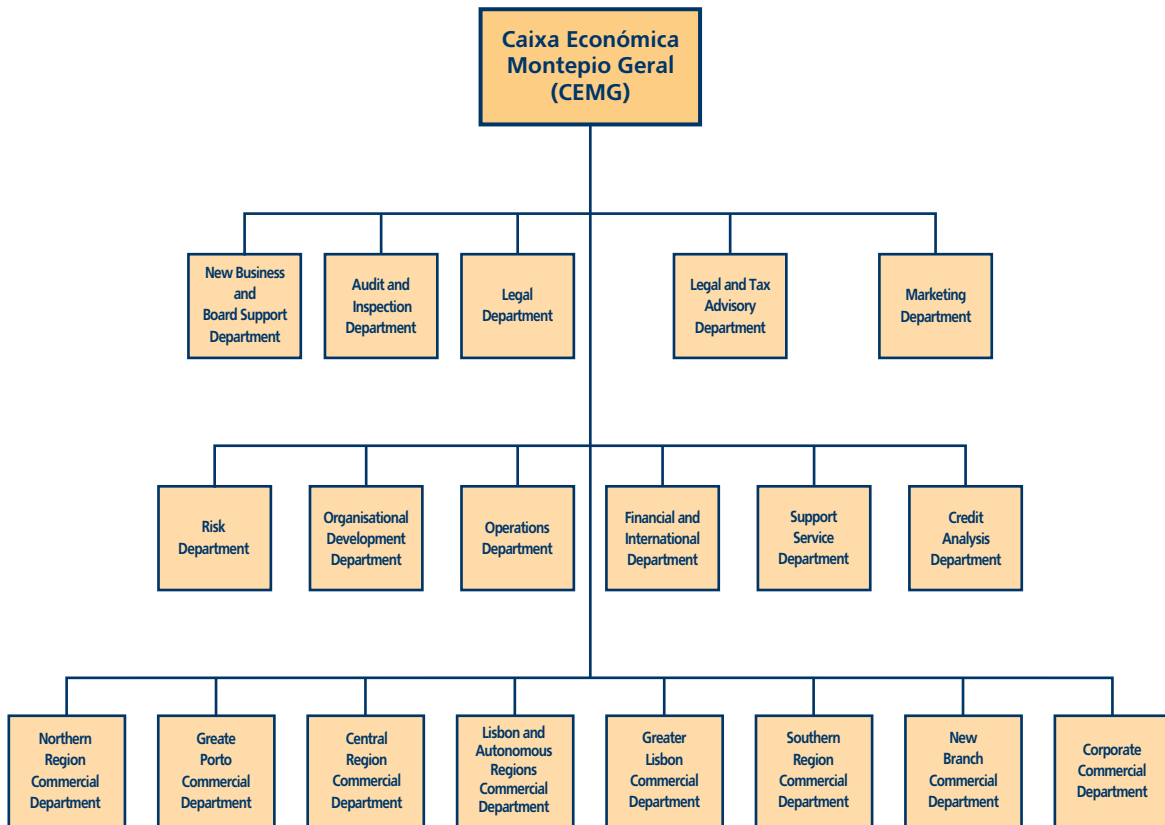 Caixa Económica
Montepio Geral
(CEMG)
New Business
and
Board Support
Department
Audit and
Inspection
Department
Legal
Department
Legal and Tax
Advisory
Department
Marketing
Department
Risk
Department
Organisational
Development
Department
Operations
Department
Financial and
International
Department
Support
Service
Department
Credit
Analysis
Department
Northern
Region
Commercial
Department
Greate
Porto
Commercial
Department
Central
Region
Commercial
Department
Lisbon and
Autonomous
Regions
Commercial
Department
Greater
Lisbon
Commercial
Department
Southern
Region
Commercial
Department
New
Branch
Commercial
Department
Corporate
Commercial
Department